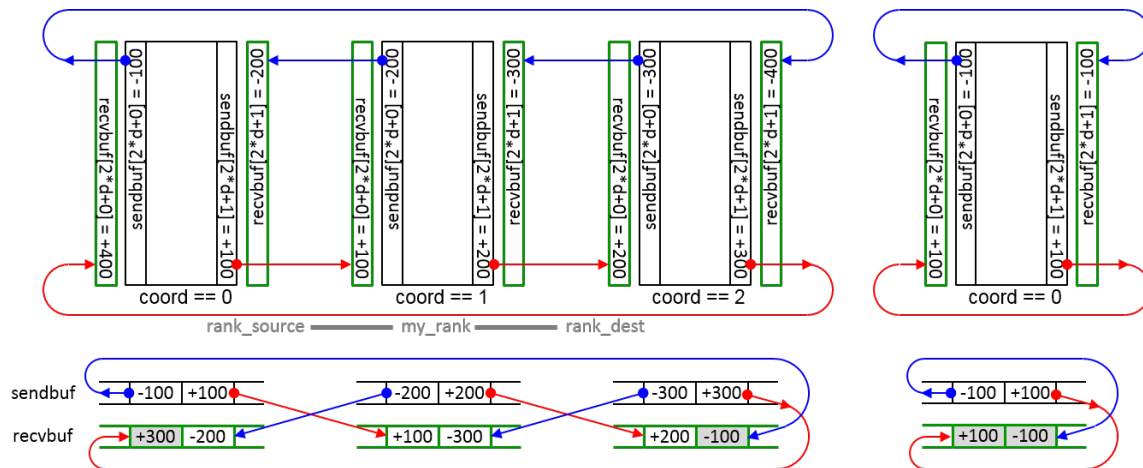 recvbuf[2*d+0] = +400
sendbuf[2*d+0] = -100
sendbuf[2*d+1] = +100
recvbuf[2*d+1] = -200
recvbuf[2*d+0] = +100
sendbuf[2*d+0] = -200
sendbuf[2*d+1] = +200
recvbuf[2*d+1] = -300
recvbuf[2*d+0] = +200
sendbuf[2*d+0] = -300
sendbuf[2*d+1] = +300
recvbuf[2*d+1] = -400
recvbuf[2*d+0] = +100
sendbuf[2*d+0] = -100
sendbuf[2*d+1] = +100
recvbuf[2*d+1] = -100
coord == 0 coord == 1 coord == 2 coord == 0
rank_source my_rank rank_dest
sendbuf -100 +100 -200 +200 -300 +300 -100 +100
recvbuf +300 -200 +100 -300 +200 -100 +100 -100